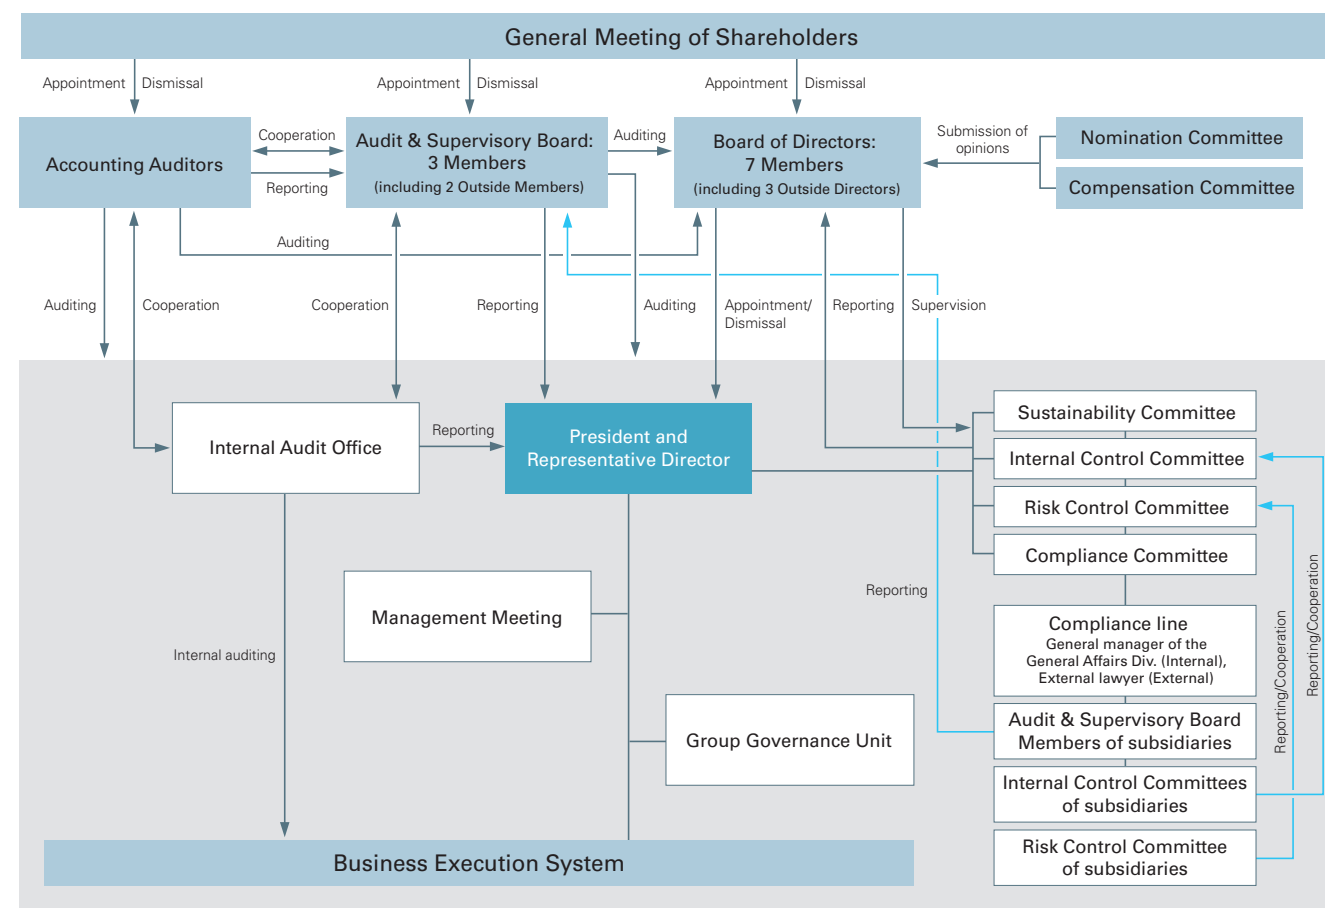 General Meeting of Shareholders
Appointment
Dismissal
Appointment
Dismissal
Appointment
Dismissal
Accounting Auditors
Cooperation
Reporting
Audit & Supervisory Board:
3 Members
(including 2 Outside Members)
Auditing
Board of Directors:
7 Members
(including 3 Outside Directors)
Submission of
opinions
Nomination Committee
Compensation Committee
Auditing
Auditing
Cooperation
Cooperation
Reporting
Auditing
Appointment/
Dismissal
Reporting
Supervision
Internal Audit Office
Reporting
President and
Representative Director
Sustainability Committee
Internal Control Committee
Risk Control Committee
Compliance Committee
Reporting
Management Meeting
Internal auditing
Compliance line
General manager of the
General Affairs Div. (Internal),
External lawyer (External)
Reporting/Cooperation
Reporting/Cooperation
Group Governance Unit
Audit & Supervisory Board
Members of subsidiaries
Internal Control Committees
of subsidiaries
Risk Control Committee
of subsidiaries
Business Execution System